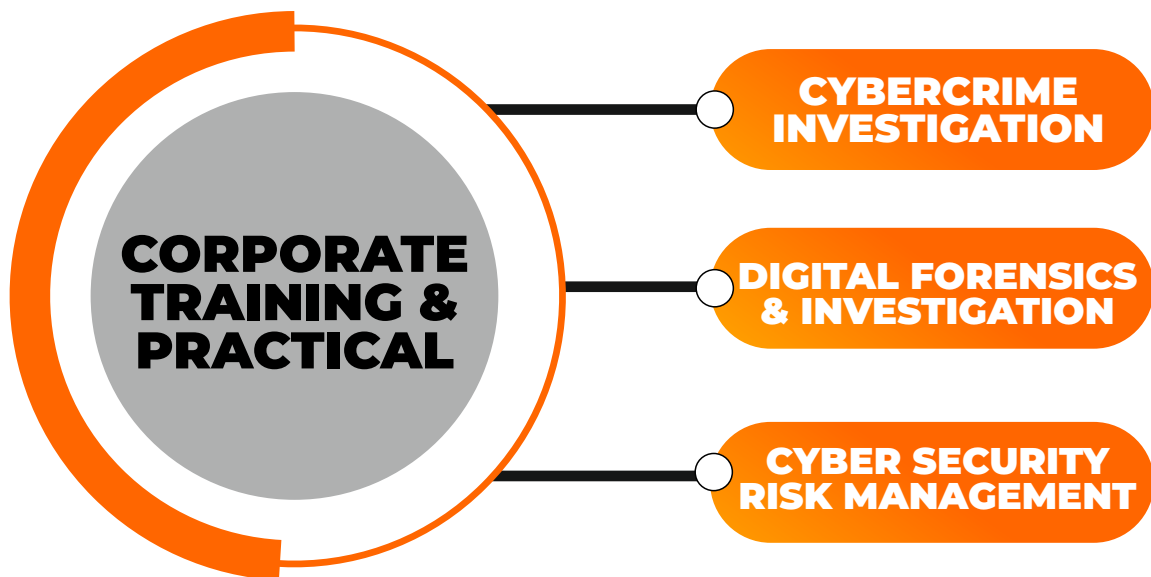 CORPORATE
TRAINING &
PRACTICAL
CYBERCRIME
INVESTIGATION
DIGITAL FORENSICS
& INVESTIGATION
CYBER SECURITY
RISK MANAGEMENT